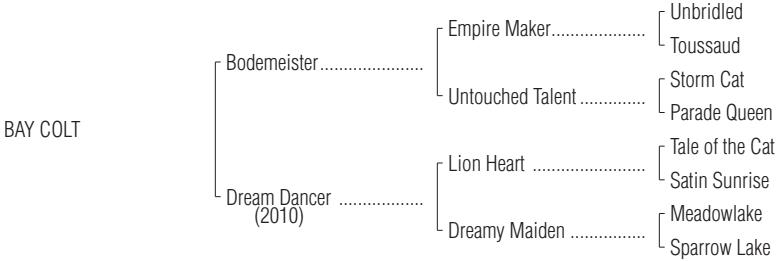 Unbridled
Empire Maker.....................
Toussaud
Bodemeister......................
Storm Cat
Untouched Talent ..............
Parade Queen
BAY COLT
Tale of the Cat
Lion Heart ........................
Satin Sunrise
Dream Dancer ..................
(2010)
Meadowlake
Dreamy Maiden ................
Sparrow Lake